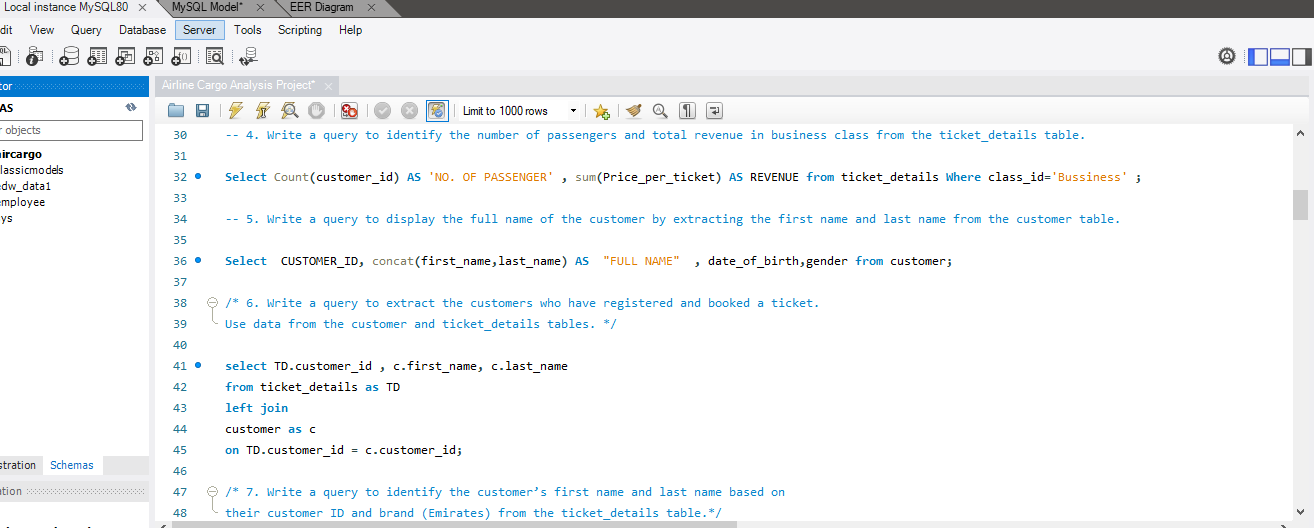 Local instance MySQL80 MySQL Model* EER Diagram
dit View Query Database Server Tools Scripting Help
tor Airline Cargo Analysis Project*
AS
r objects Limit to 1000 rows
aircargo
lassicmodels
edw_data1
employee
ys
stration Schemas
ation
30 -- 4. Write a query to identify the number of passengers and total revenue in business class from the ticket_details table.
31
32 Select Count(customer_id) AS 'NO. OF PASSENGER' , sum(Price_per_ticket) AS REVENUE from ticket_details Where class_id='Bussiness' ;
33
34 -- 5. Write a query to display the full name of the customer by extracting the first name and last name from the customer table.
35
36 Select CUSTOMER_ID, concat(first_name,last_name) AS "FULL NAME" , date_of_birth,gender from customer;
37
38 /* 6. Write a query to extract the customers who have registered and booked a ticket.
39 Use data from the customer and ticket_details tables. */
40
41 select TD.customer_id , c.first_name, c.last_name
42 from ticket_details as TD
43 left join
44 customer as c
45 on TD.customer_id = c.customer_id;
46
47 /* 7. Write a query to identify the customer’s first name and last name based on
48 their customer ID and brand (Emirates) from the ticket_details table.*/